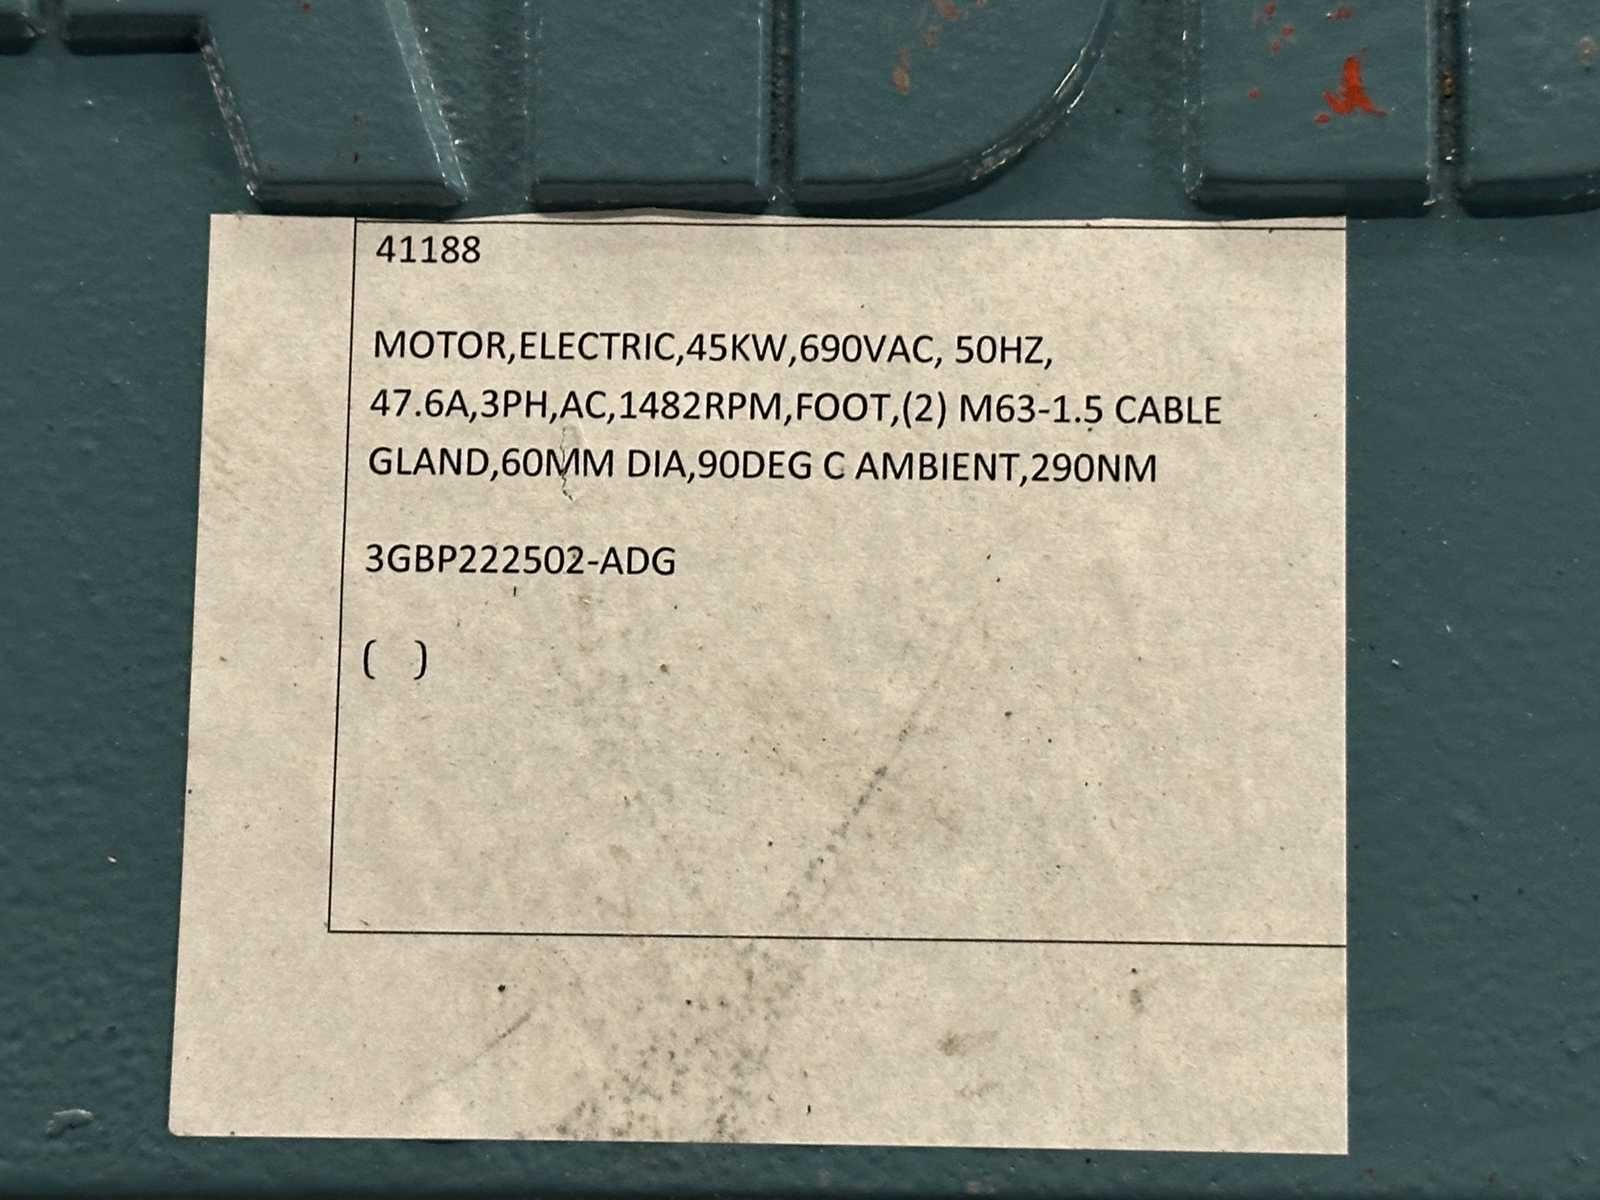 41188
MOTOR,ELECTRIC,45KW,690VAC, 50HZ,
47.6A,3PH,AC,1482RPM,FOOT,(2) M63-1.5 CABLE
GLAND,60MM DIA,90DEG C AMBIENT,290NM
3GBP222502-ADG
( )